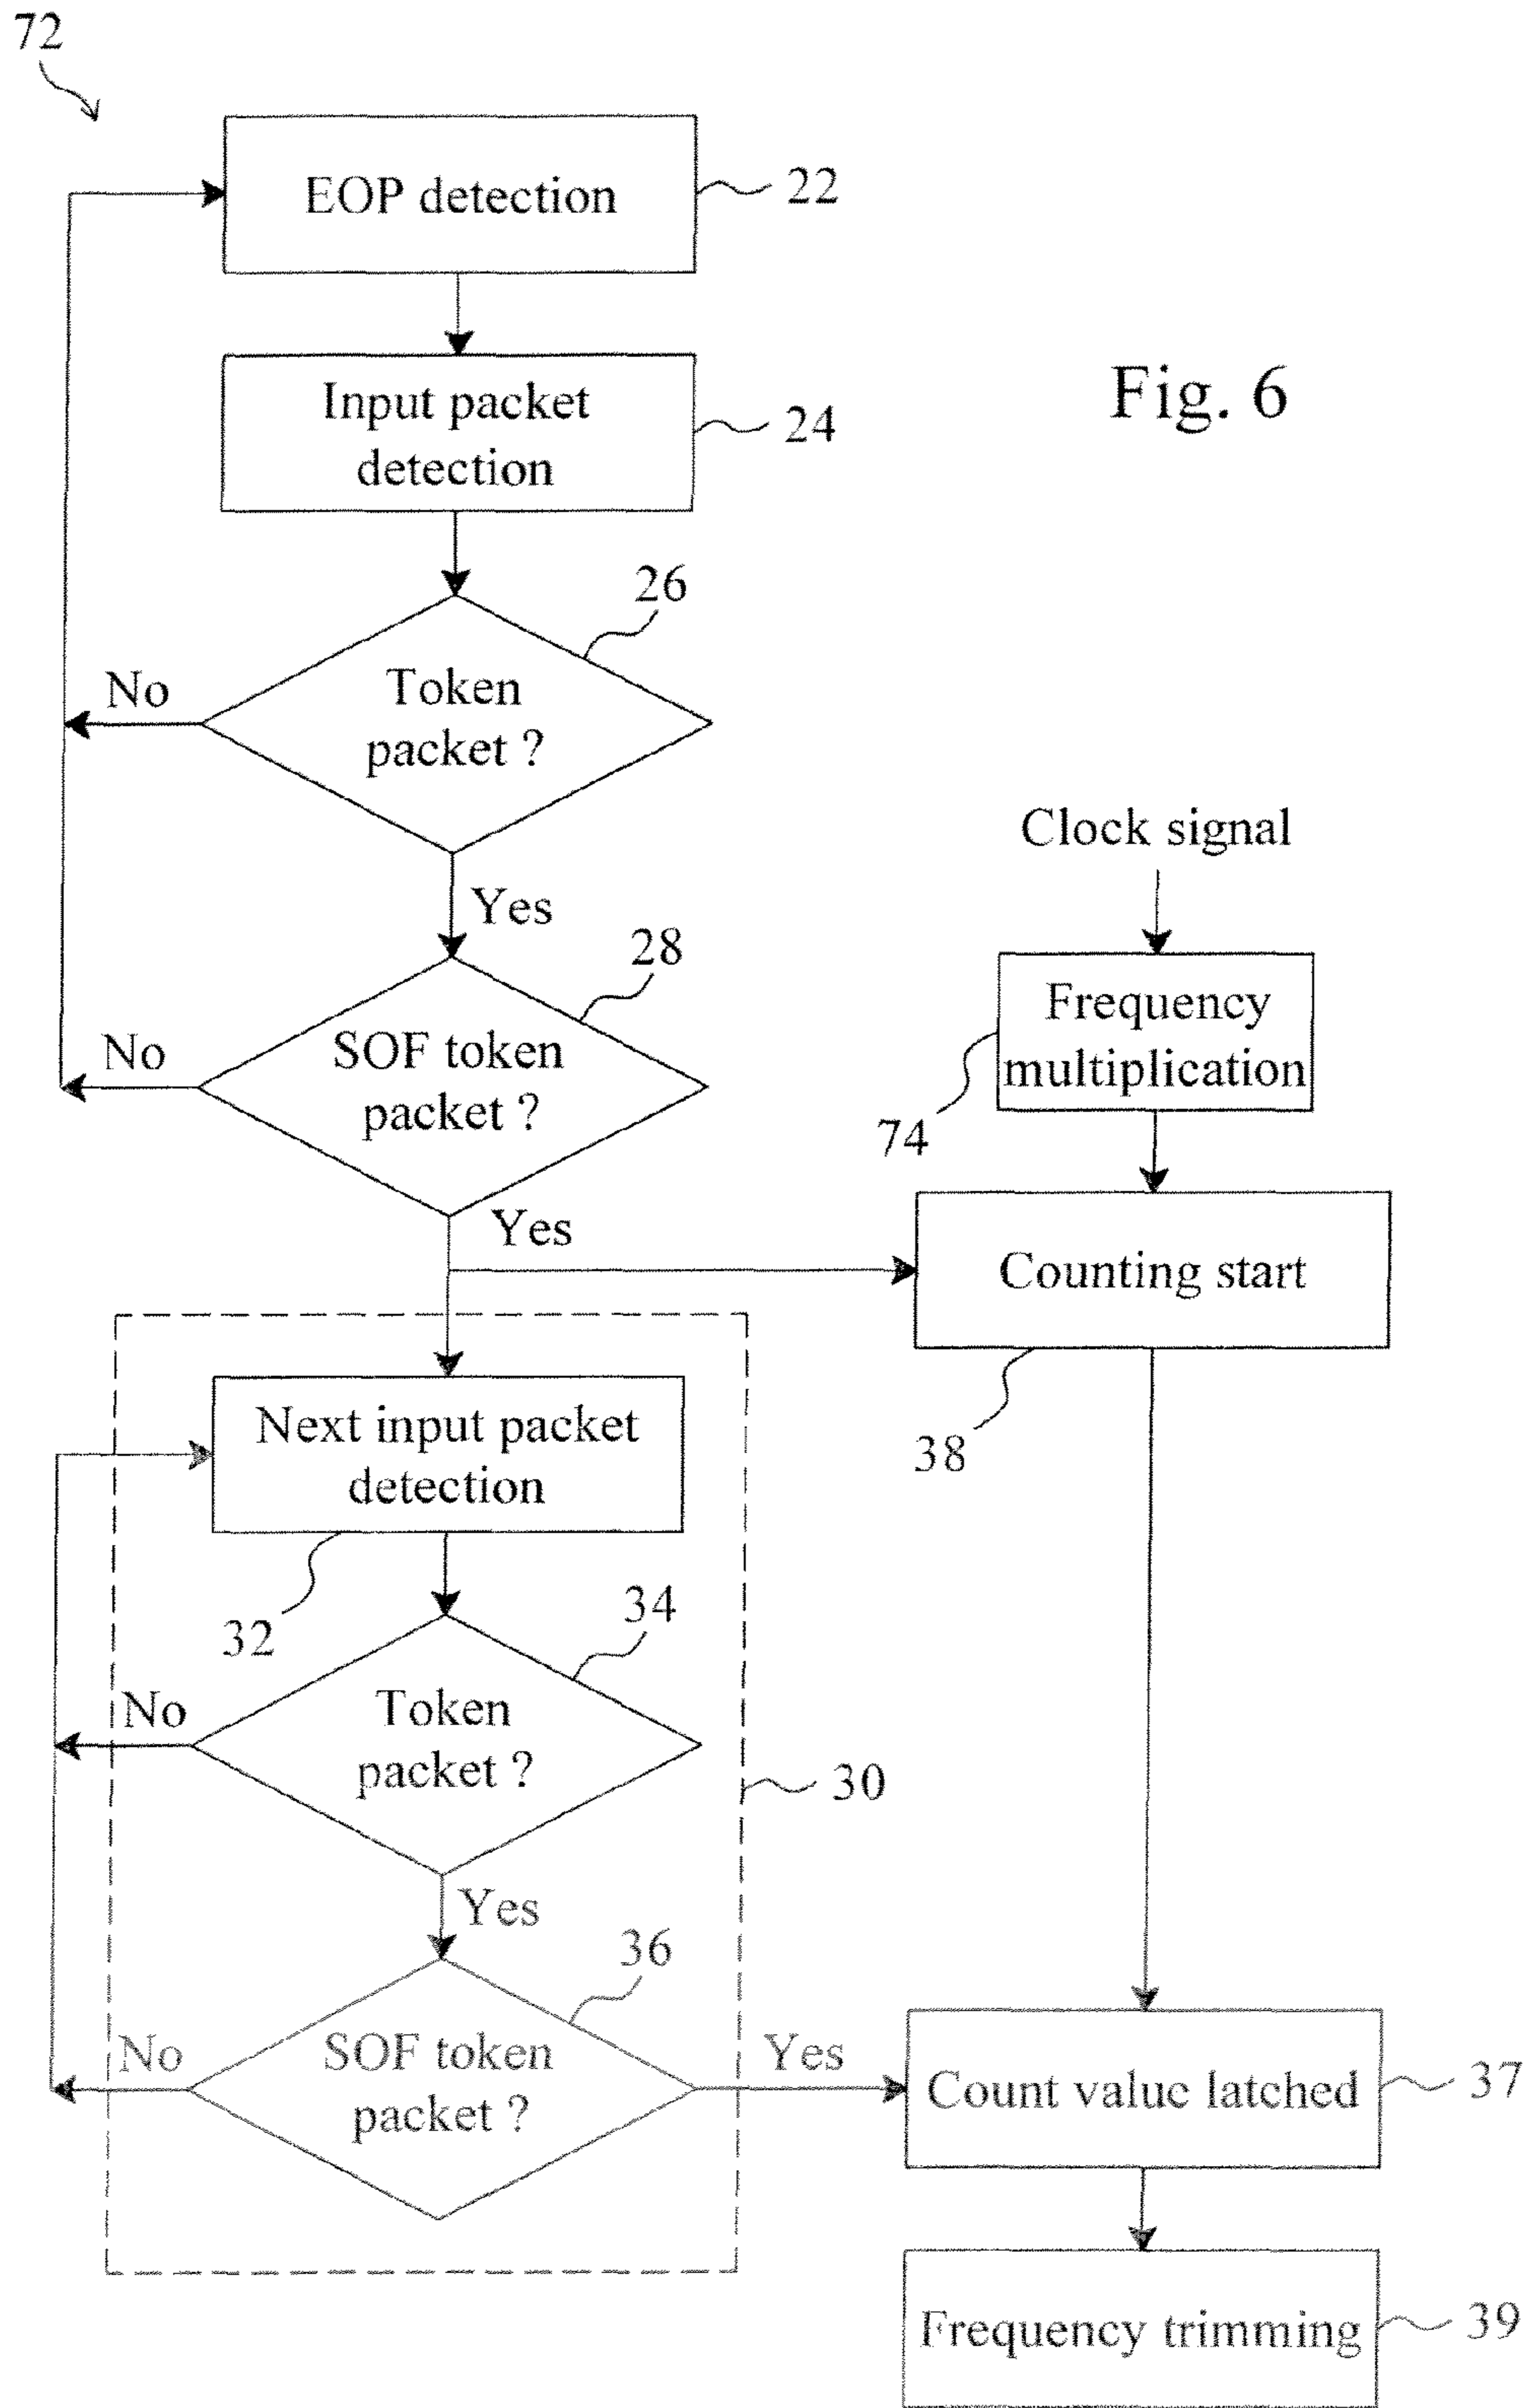 72
EOP detection
22
Input packet
detection
24
Fig. 6
26
Token
packet ?
No
Yes
28
SOF token
packet ?
No
Yes
Clock signal
Frequency
multiplication
74
Counting start
38
Next input packet
detection
32
34
Token
packet ?
No
30
Yes
36
SOF token
packet ?
No
Yes
Count value latched
37
Frequency trimming
39